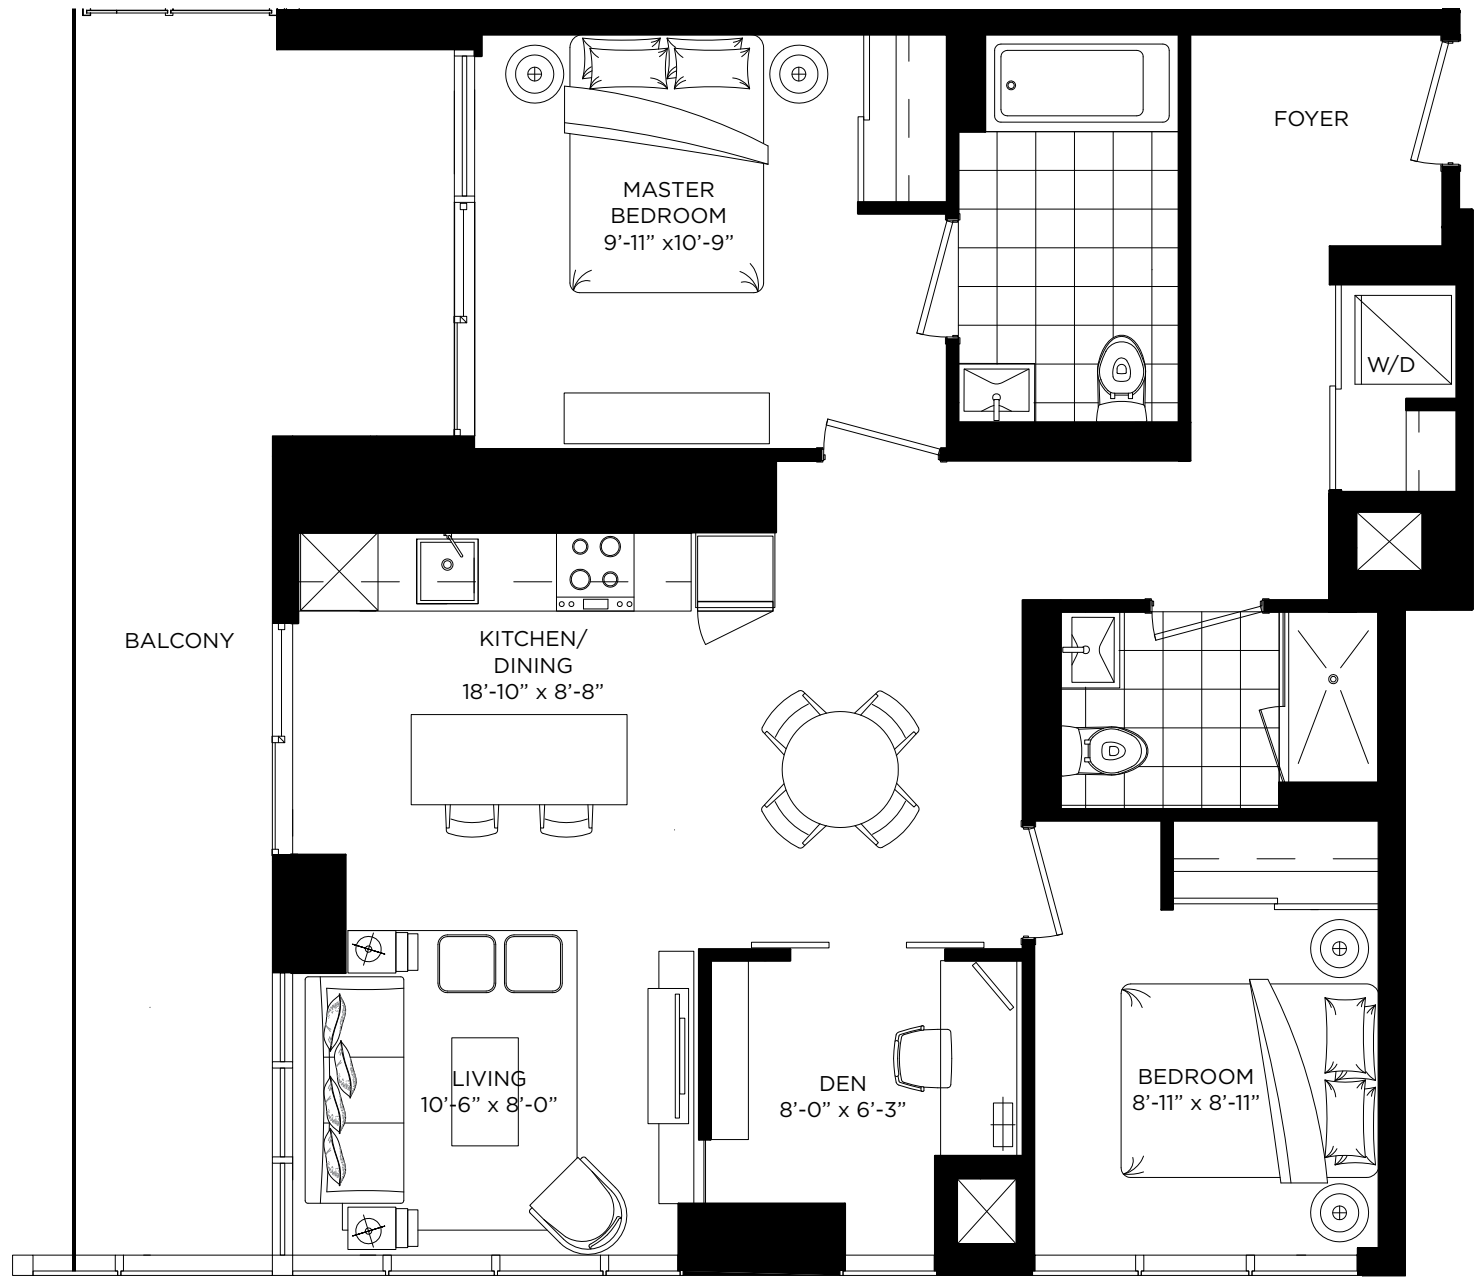 FOYER
MASTER
BEDROOM
9’-11” x10’-9”
W/D
BALCONY
KITCHEN/
DINING
18’-10” x 8’-8”
LIVING
10’-6” x 8’-0”
DEN
8’-0” x 6’-3”
BEDROOM
8’-11” x 8’-11”